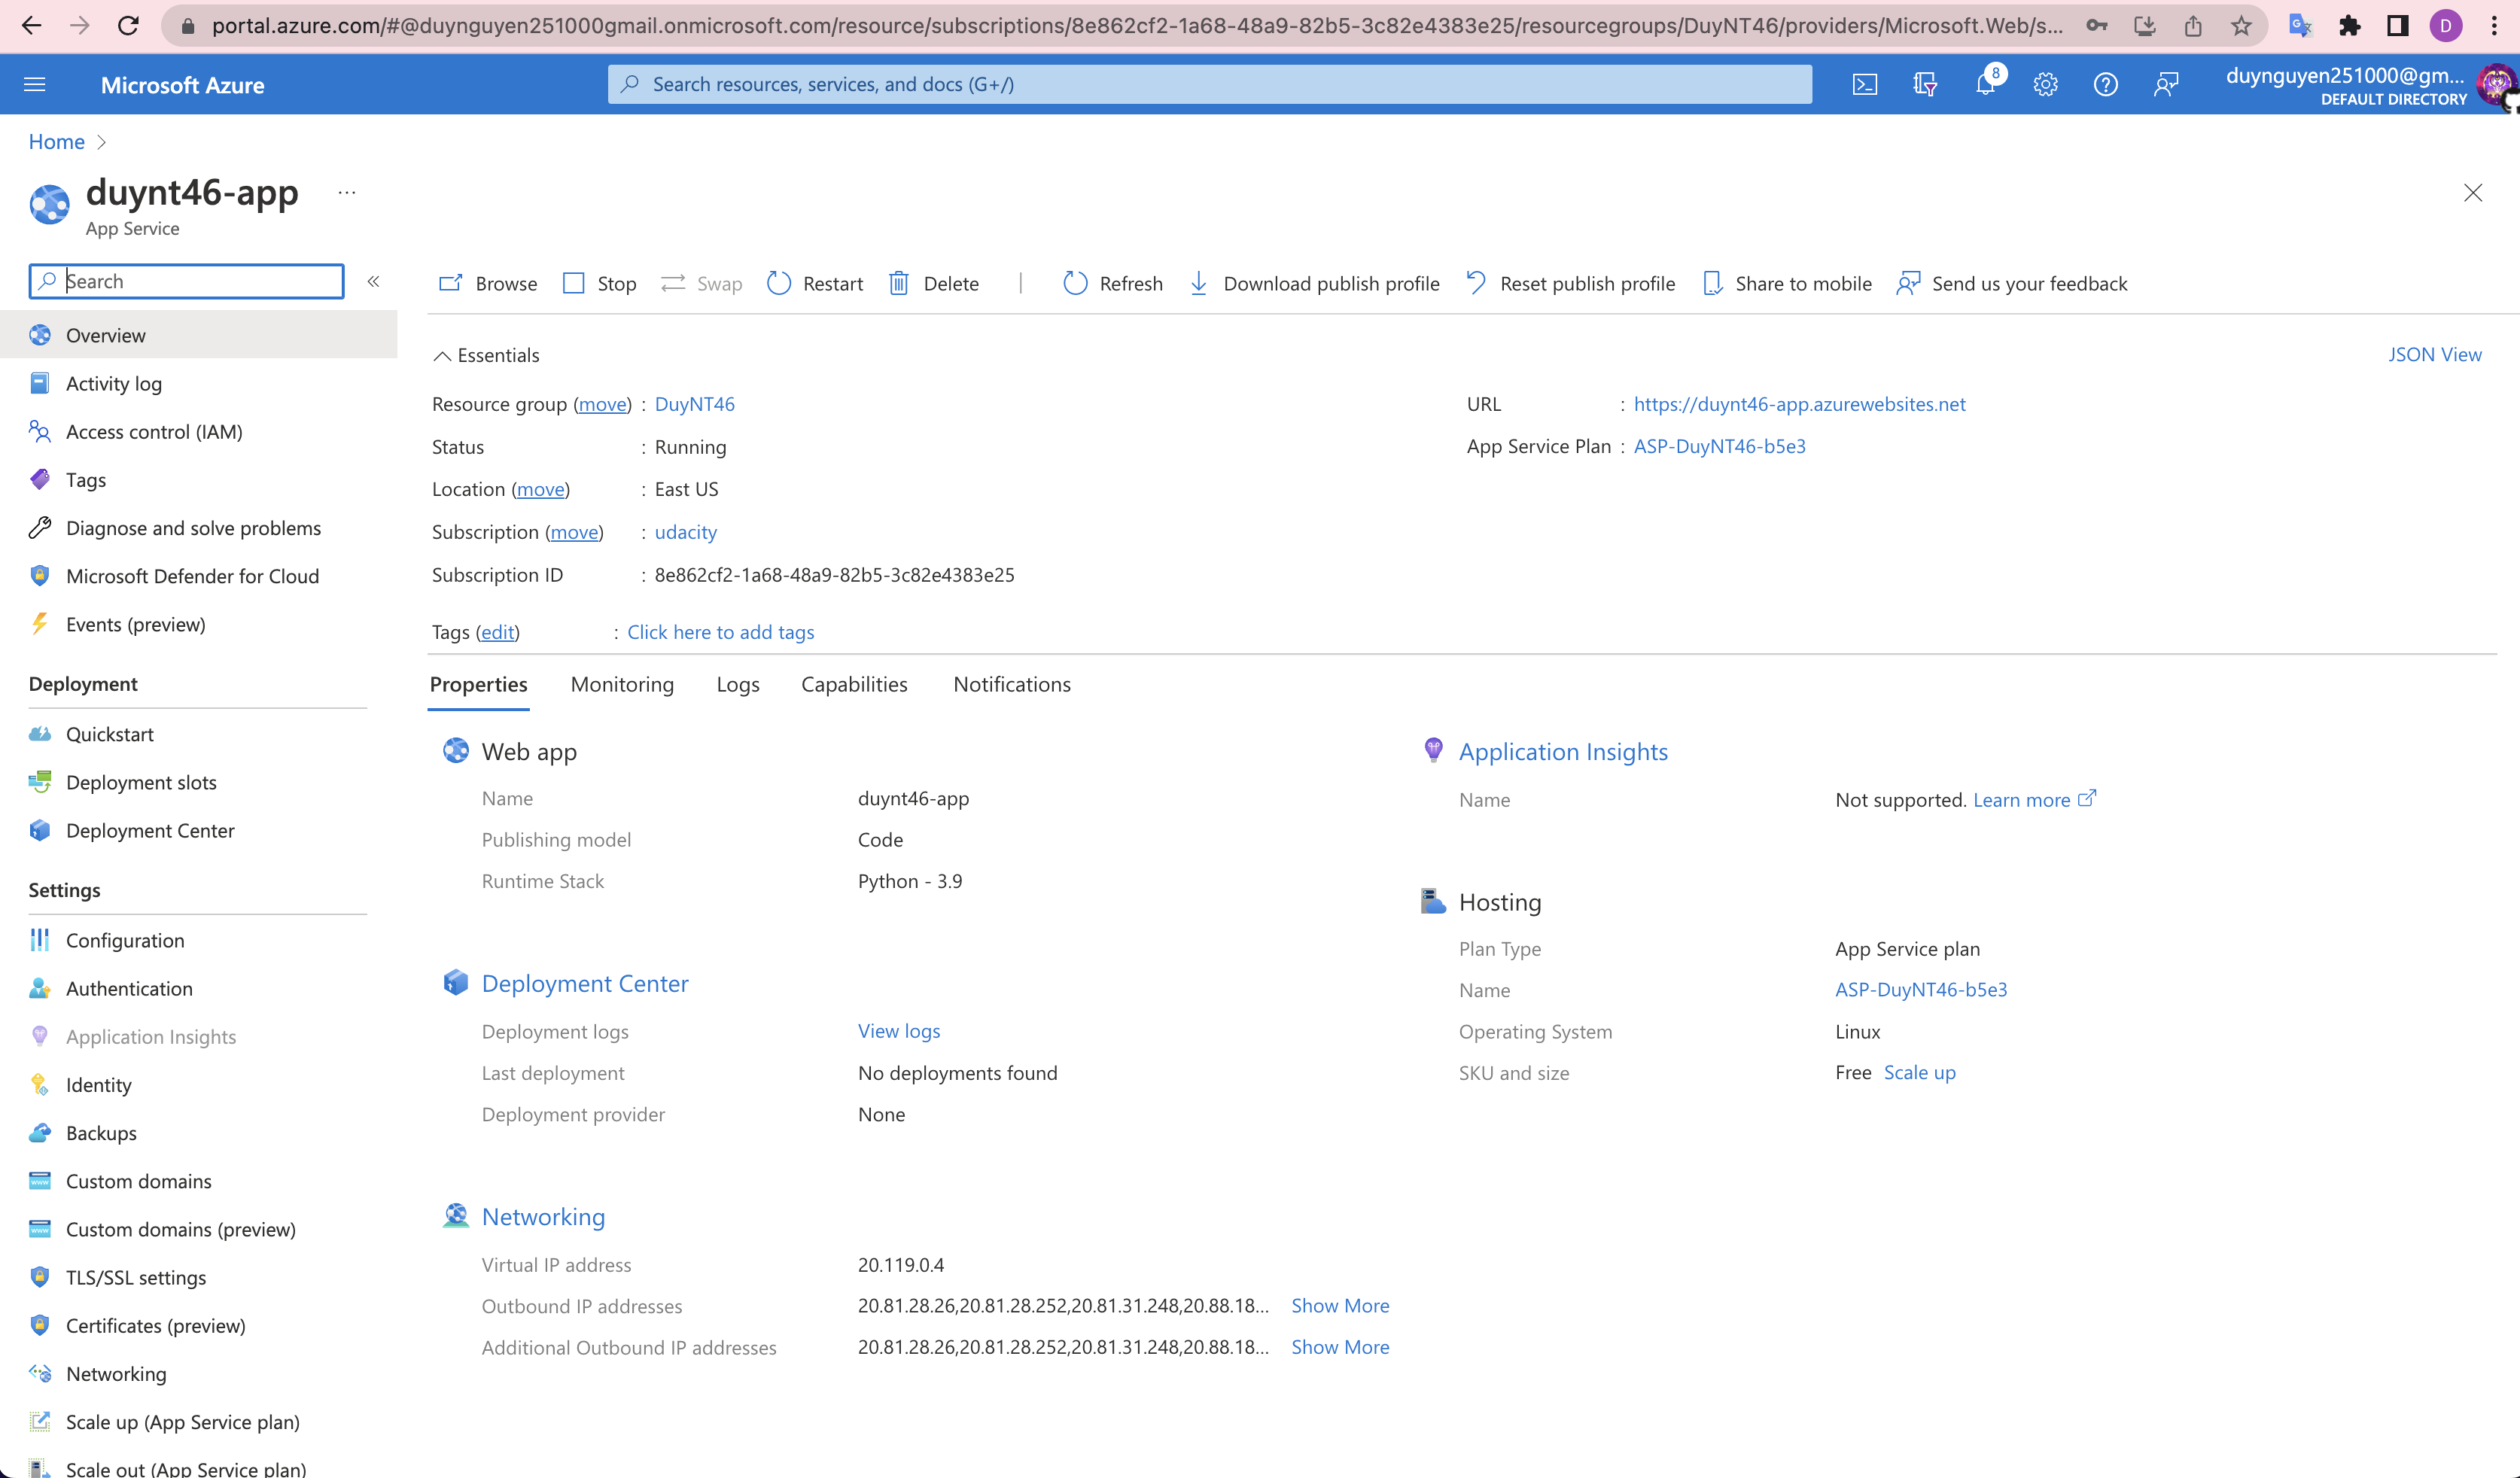 portal.azure.com/#@duynguyen251000gmail.onmicrosoft.com/resource/subscriptions/8e862cf2-1a68-48a9-82b5-3c82e4383e25/resourcegroups/DuyNT46/providers/Microsoft.Web/s...
D
Microsoft Azure
Search resources, services, and docs (G+/)
8
duynguyen251000@gm...
DEFAULT DIRECTORY
Home
duynt46-app
...
App Service
Search
«
Browse
Stop
Swap
Restart
Delete
Refresh
Download publish profile
Reset publish profile
Share to mobile
Send us your feedback
Overview
Activity log
Access control (IAM)
Tags
Diagnose and solve problems
Microsoft Defender for Cloud
Events (preview)
Deployment
Quickstart
Deployment slots
Deployment Center
Settings
Configuration
Authentication
Application Insights
Identity
Backups
Custom domains
Custom domains (preview)
TLS/SSL settings
Certificates (preview)
Networking
Scale up (App Service plan)
Scale out (App Service plan)
Essentials
JSON View
Resource group (move) : DuyNT46
Status : Running
Location (move) : East US
Subscription (move) : udacity
Subscription ID : 8e862cf2-1a68-48a9-82b5-3c82e4383e25
Tags (edit) : Click here to add tags
URL : https://duynt46-app.azurewebsites.net
App Service Plan : ASP-DuyNT46-b5e3
Properties
Monitoring
Logs
Capabilities
Notifications
Web app
Name duynt46-app
Publishing model Code
Runtime Stack Python - 3.9
Deployment Center
Deployment logs View logs
Last deployment No deployments found
Deployment provider None
Networking
Virtual IP address 20.119.0.4
Outbound IP addresses 20.81.28.26,20.81.28.252,20.81.31.248,20.88.18... Show More
Additional Outbound IP addresses 20.81.28.26,20.81.28.252,20.81.31.248,20.88.18... Show More
Application Insights
Name Not supported. Learn more
Hosting
Plan Type App Service plan
Name ASP-DuyNT46-b5e3
Operating System Linux
SKU and size Free Scale up